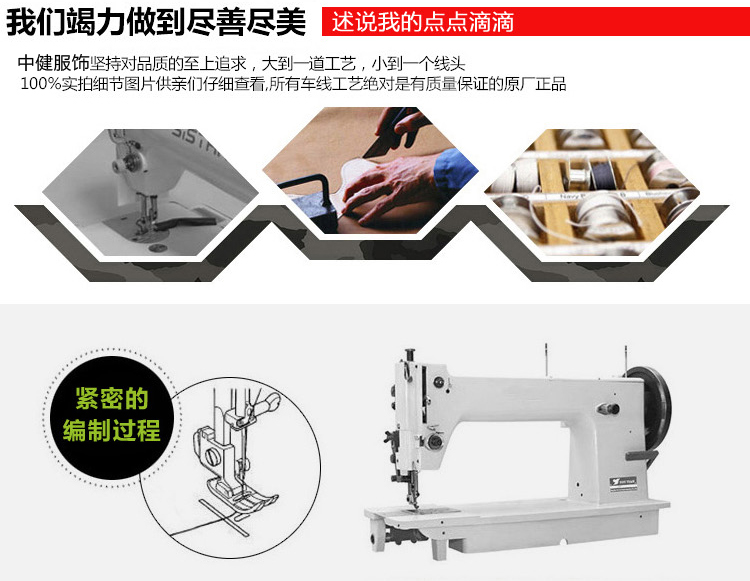 我们竭力做到尽善尽美
述说我的点点滴滴
中健服饰坚持对品质的至上追求，大到一道工艺，小到一个线头
100%实拍细节图片供亲们仔细查看,所有车线工艺绝对是有质量保证的原厂正品
紧密的
编制过程